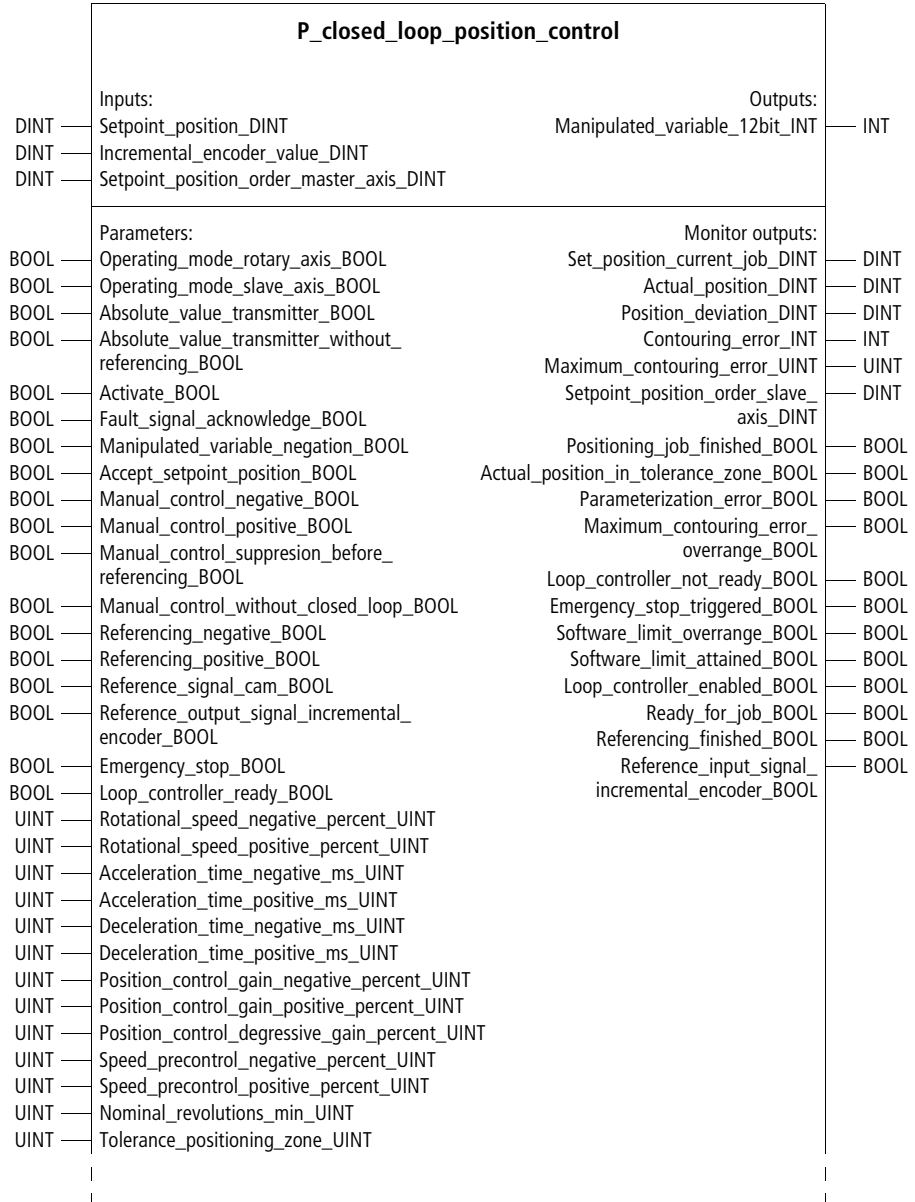 P_closed_loop_position_control
Inputs: Outputs:
DINT Setpoint_position_DINT Manipulated_variable_12bit_INT INT
DINT Incremental_encoder_value_DINT
DINT Setpoint_position_order_master_axis_DINT
Parameters: Monitor outputs:
BOOL Operating_mode_rotary_axis_BOOL Set_position_current_job_DINT DINT
BOOL Operating_mode_slave_axis_BOOL Actual_position_DINT DINT
BOOL Absolute_value_transmitter_BOOL Position_deviation_DINT DINT
BOOL Absolute_value_transmitter_without_ Contouring_error_INT INT
referencing_BOOL Maximum_contouring_error_UINT UINT
BOOL Activate_BOOL Setpoint_position_order_slave_ DINT
BOOL Fault_signal_acknowledge_BOOL axis_DINT
BOOL Manipulated_variable_negation_BOOL Positioning_job_finished_BOOL BOOL
BOOL Accept_setpoint_position_BOOL Actual_position_in_tolerance_zone_BOOL BOOL
BOOL Manual_control_negative_BOOL Parameterization_error_BOOL BOOL
BOOL Manual_control_positive_BOOL Maximum_contouring_error_ BOOL
BOOL Manual_control_suppresion_before_ overrange_BOOL
referencing_BOOL Loop_controller_not_ready_BOOL BOOL
BOOL Manual_control_without_closed_loop_BOOL Emergency_stop_triggered_BOOL BOOL
BOOL Referencing_negative_BOOL Software_limit_overrange_BOOL BOOL
BOOL Referencing_positive_BOOL Software_limit_attained_BOOL BOOL
BOOL Reference_signal_cam_BOOL Loop_controller_enabled_BOOL BOOL
BOOL Reference_output_signal_incremental_ Ready_for_job_BOOL BOOL
encoder_BOOL Referencing_finished_BOOL BOOL
BOOL Emergency_stop_BOOL Reference_input_signal_ BOOL
BOOL Loop_controller_ready_BOOL incremental_encoder_BOOL
UINT Rotational_speed_negative_percent_UINT
UINT Rotational_speed_positive_percent_UINT
UINT Acceleration_time_negative_ms_UINT
UINT Acceleration_time_positive_ms_UINT
UINT Deceleration_time_negative_ms_UINT
UINT Deceleration_time_positive_ms_UINT
UINT Position_control_gain_negative_percent_UINT
UINT Position_control_gain_positive_percent_UINT
UINT Position_control_degressive_gain_percent_UINT
UINT Speed_precontrol_negative_percent_UINT
UINT Speed_precontrol_positive_percent_UINT
UINT Nominal_revolutions_min_UINT
UINT Tolerance_positioning_zone_UINT